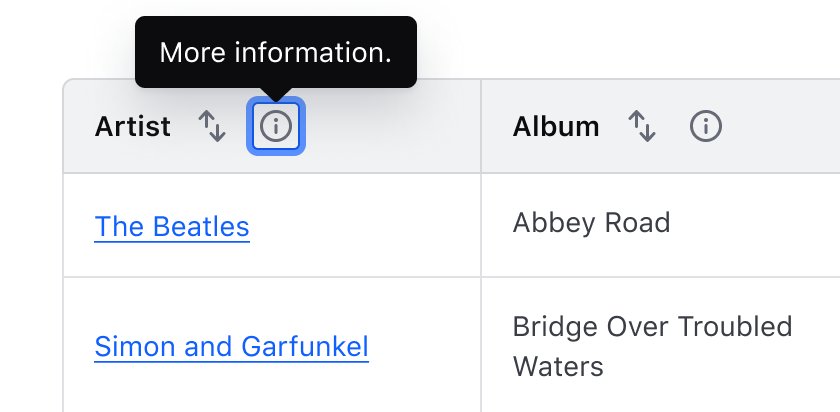 More information.
Artist
Album
The Beatles
Abbey Road
Simon and Garfunkel
Bridge Over Troubled
Waters